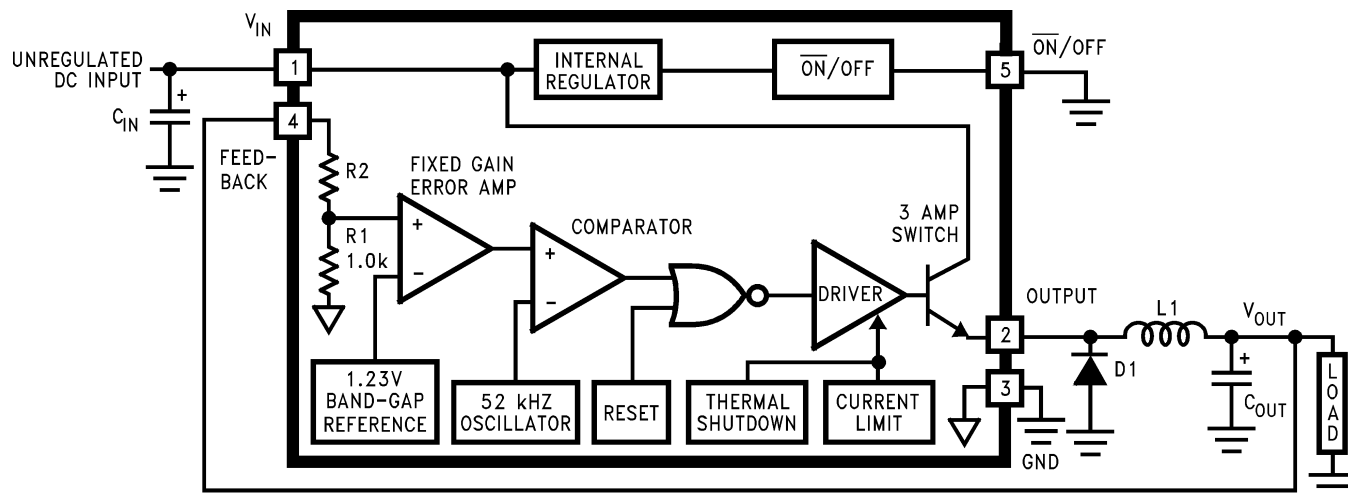 V_IN
UNREGULATED
DC INPUT
+
C_IN
1
4
FEED-
BACK
INTERNAL
REGULATOR
O̅N̅/OFF
5
O̅N̅/OFF
R2
R1
1.0k
FIXED GAIN
ERROR AMP
+
-
COMPARATOR
+
-
DRIVER
3 AMP
SWITCH
OUTPUT
2
3
GND
L1
V_OUT
D1
+
C_OUT
LOAD
1.23V
BAND-GAP
REFERENCE
52 kHZ
OSCILLATOR
RESET
THERMAL
SHUTDOWN
CURRENT
LIMIT